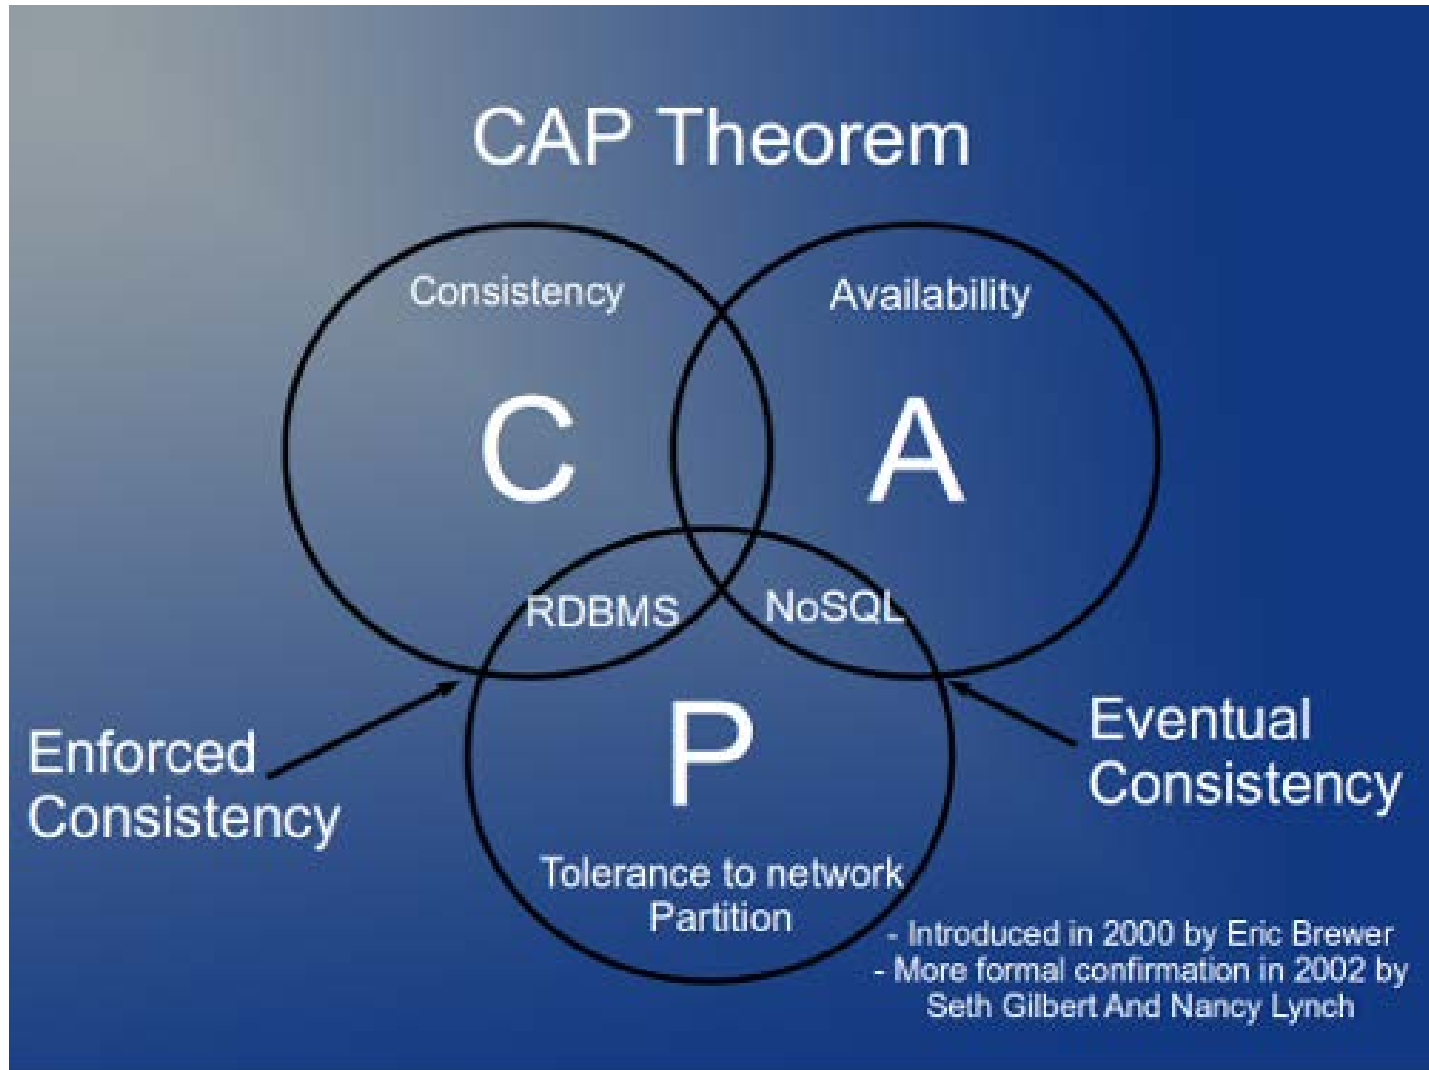 CAP Theorem
Consistency
Availability
C
A
RDBMS
NoSQL
Enforced
Consistency
P
Eventual
Consistency
Tolerance to network
Partition
- Introduced in 2000 by Eric Brewer
- More formal confirmation in 2002 by
Seth Gilbert And Nancy Lynch